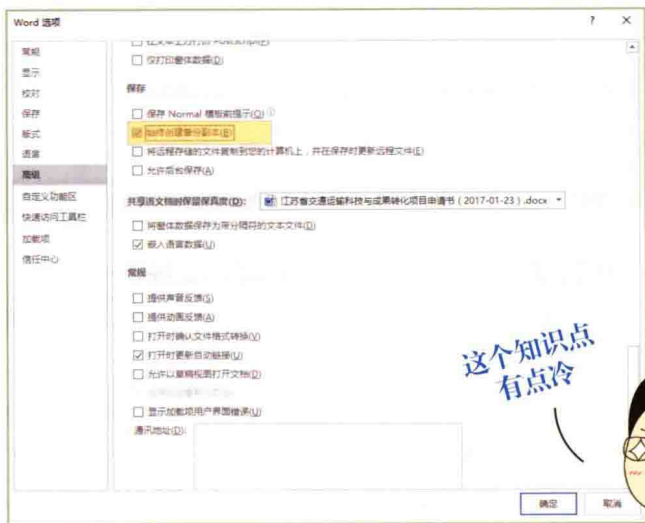 Word 选项
? ×
常规
显示
校对
保存
版式
语言
高级
自定义功能区
快速访问工具栏
加载项
信任中心
仅打印窗体数据(D)
保存
保存 Normal 模板前提示(O)
始终创建备份副本(B)
将远程存储的文件复制到您的计算机上，并在保存时更新远程文件(E)
允许后台保存(A)
共享该文档时保留保真度(D): 江苏省交通运输科技与成果转化项目申请书（2017-01-23）.docx
将窗体数据保存为带分隔符的文本文件(D)
嵌入语言数据(U)
常规
提供声音反馈(S)
提供动画反馈(A)
打开时确认文件格式转换(V)
打开时更新自动链接(U)
允许以草稿视图打开文档(D)
显示加载项用户界面错误(U)
通讯地址(D):
这个知识点
有点冷
确定
取消